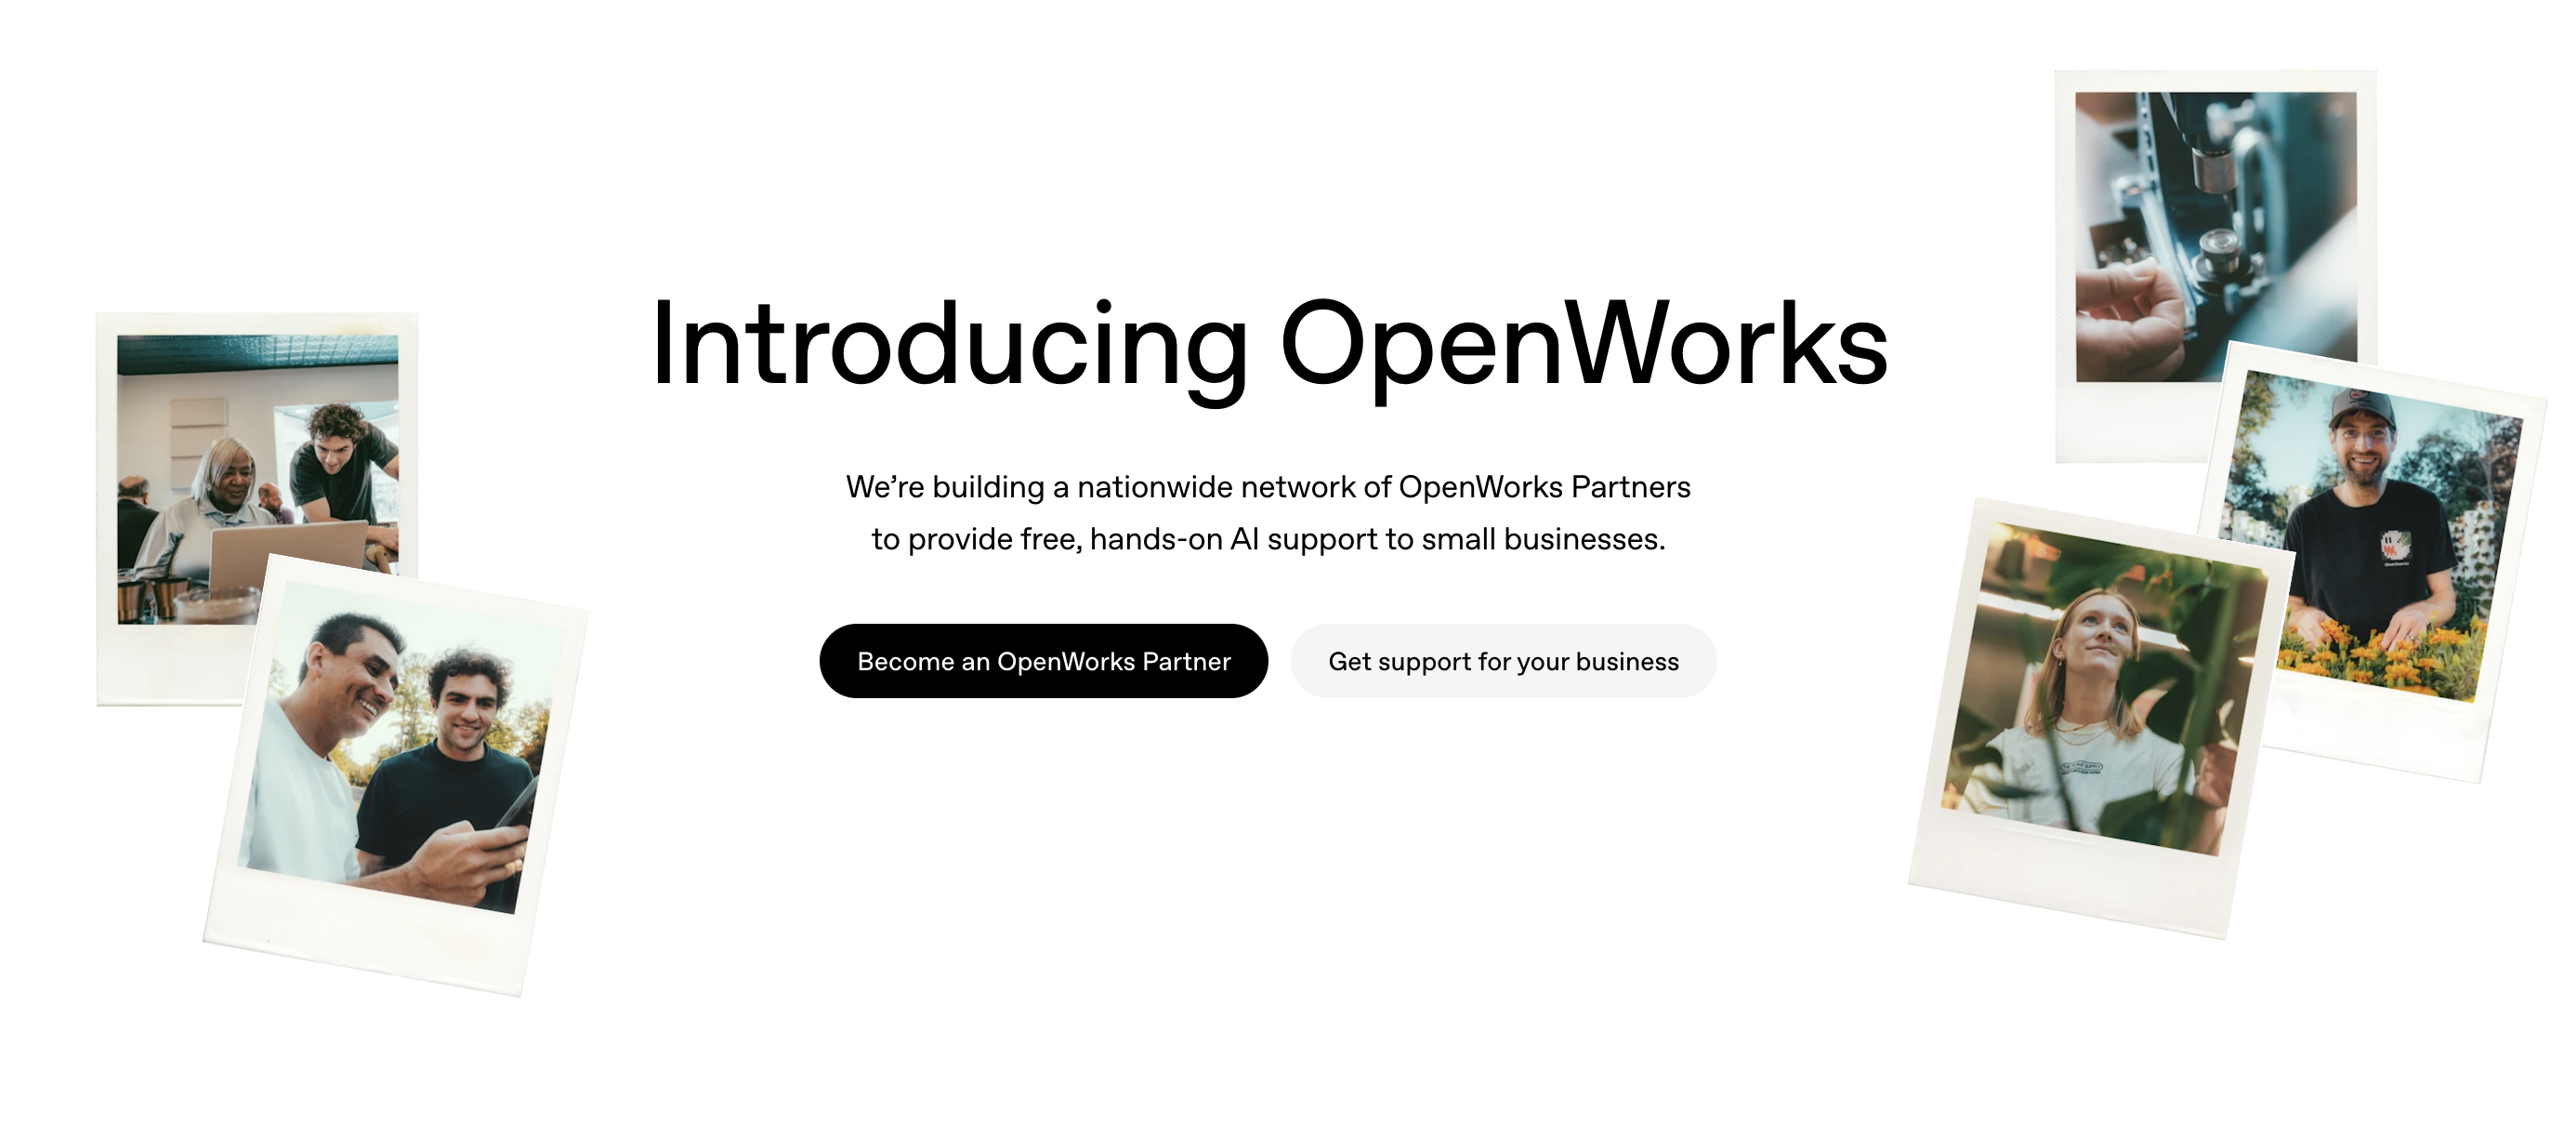 Introducing OpenWorks
We’re building a nationwide network of OpenWorks Partners
to provide free, hands-on AI support to small businesses.
Become an OpenWorks Partner
Get support for your business